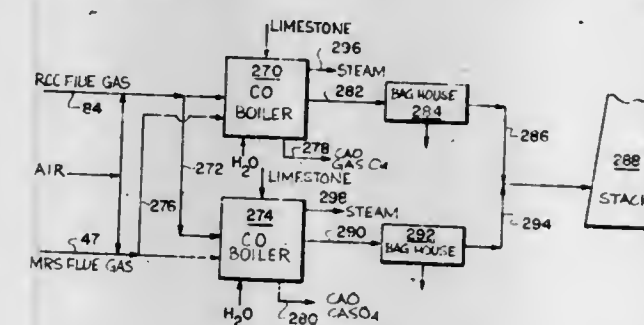 LIMESTONE
296
STEAM
RCC FLUE GAS
84
270
CO
BOILER
282
BAG HOUSE
284
286
H2O
278
CAO
GAS O4
AIR
272
276
LIMESTONE
298
STEAM
288
STACK
274
CO
BOILER
290
292
BAG HOUSE
294
47
MRS FLUE GAS
H2O
280
CAO
CASO4